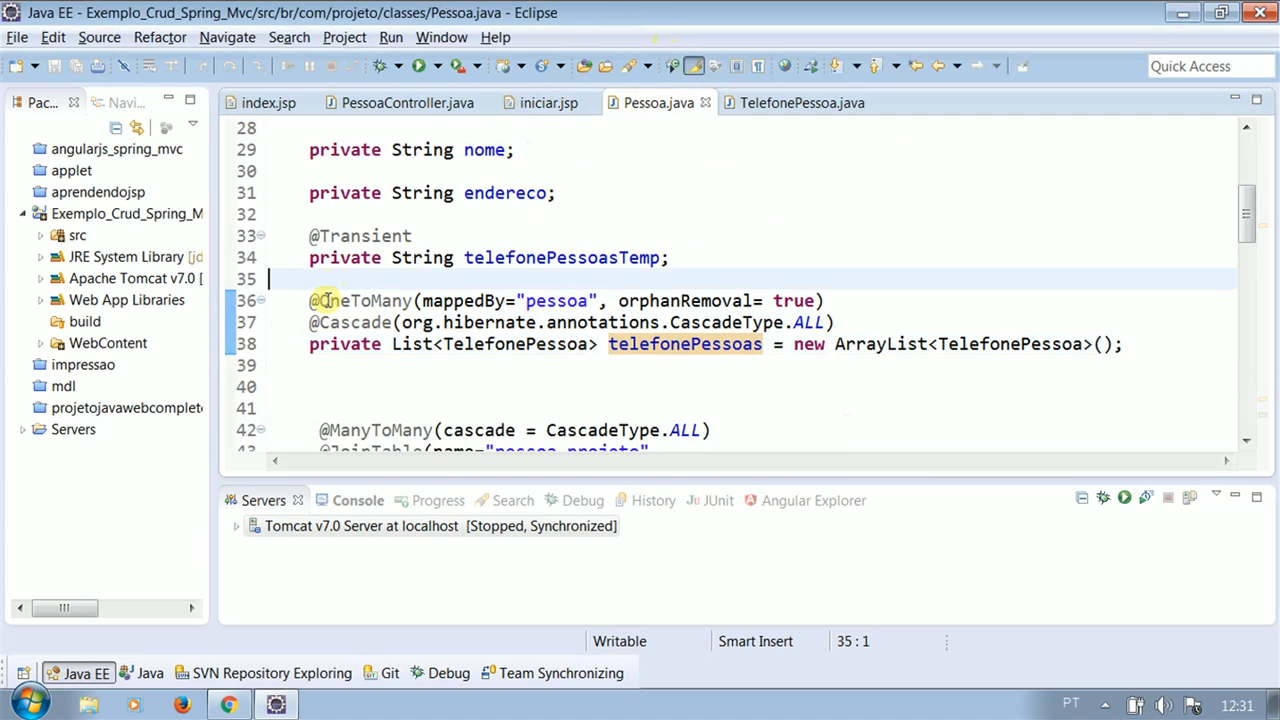 Java EE - Exemplo_Crud_Spring_Mvc/src/br/com/projeto/classes/Pessoa.java - Eclipse
File Edit Source Refactor Navigate Search Project Run Window Help
Quick Access
Pac... Navi...
index.jsp PessoaController.java iniciar.jsp Pessoa.java TelefonePessoa.java
angularjs_spring_mvc
applet
aprendendojsp
Exemplo_Crud_Spring_M
src
JRE System Library [jd
Apache Tomcat v7.0 [
Web App Libraries
build
WebContent
impressao
mdl
projetojavawebcomplete
Servers
28
29 private String nome;
30
31 private String endereco;
32
33 @Transient
34 private String telefonePessoasTemp;
35
36 @OneToMany(mappedBy="pessoa", orphanRemoval= true)
37 @Cascade(org.hibernate.annotations.CascadeType.ALL)
38 private List<TelefonePessoa> telefonePessoas = new ArrayList<TelefonePessoa>();
39
40
41
42 @ManyToMany(cascade = CascadeType.ALL)
43 @JoinTable(name="pessoa_projeto"
Servers Console Progress Search Debug History JUnit Angular Explorer
Tomcat v7.0 Server at localhost [Stopped, Synchronized]
Writable Smart Insert 35 : 1
Java EE Java SVN Repository Exploring Git Debug Team Synchronizing
PT 12:31